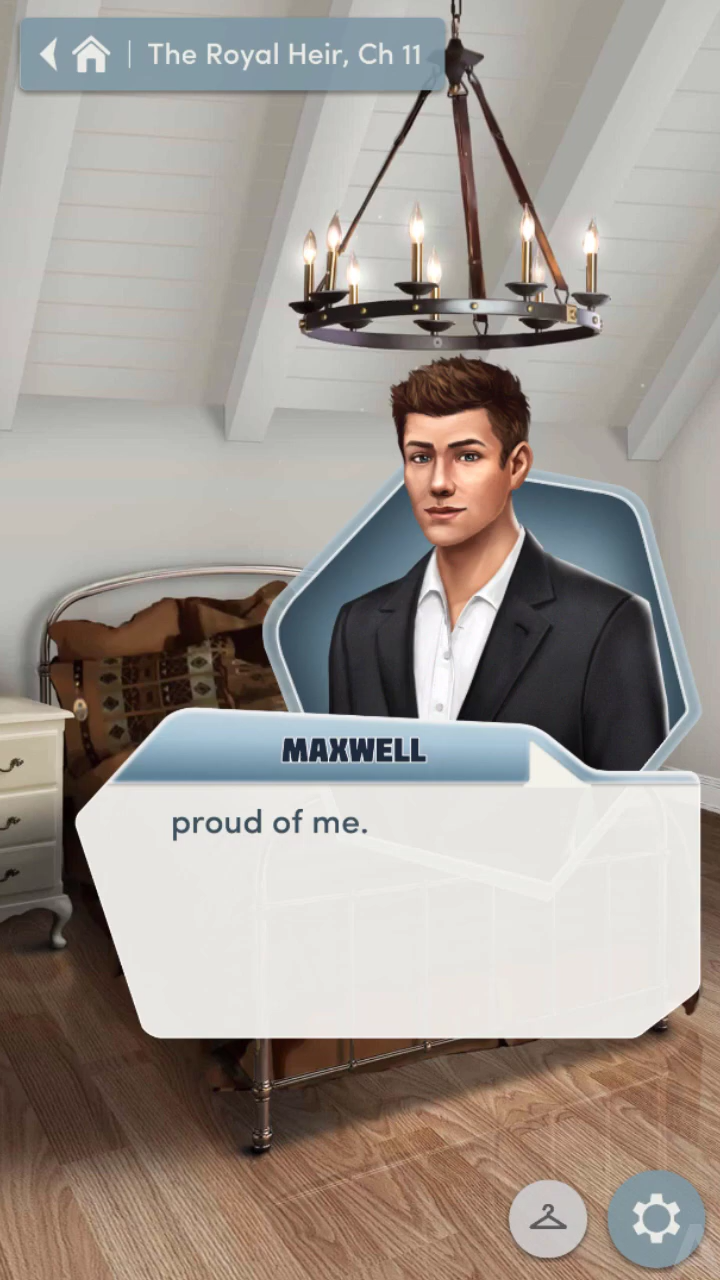 The Royal Heir, Ch 11
MAXWELL
proud of me.